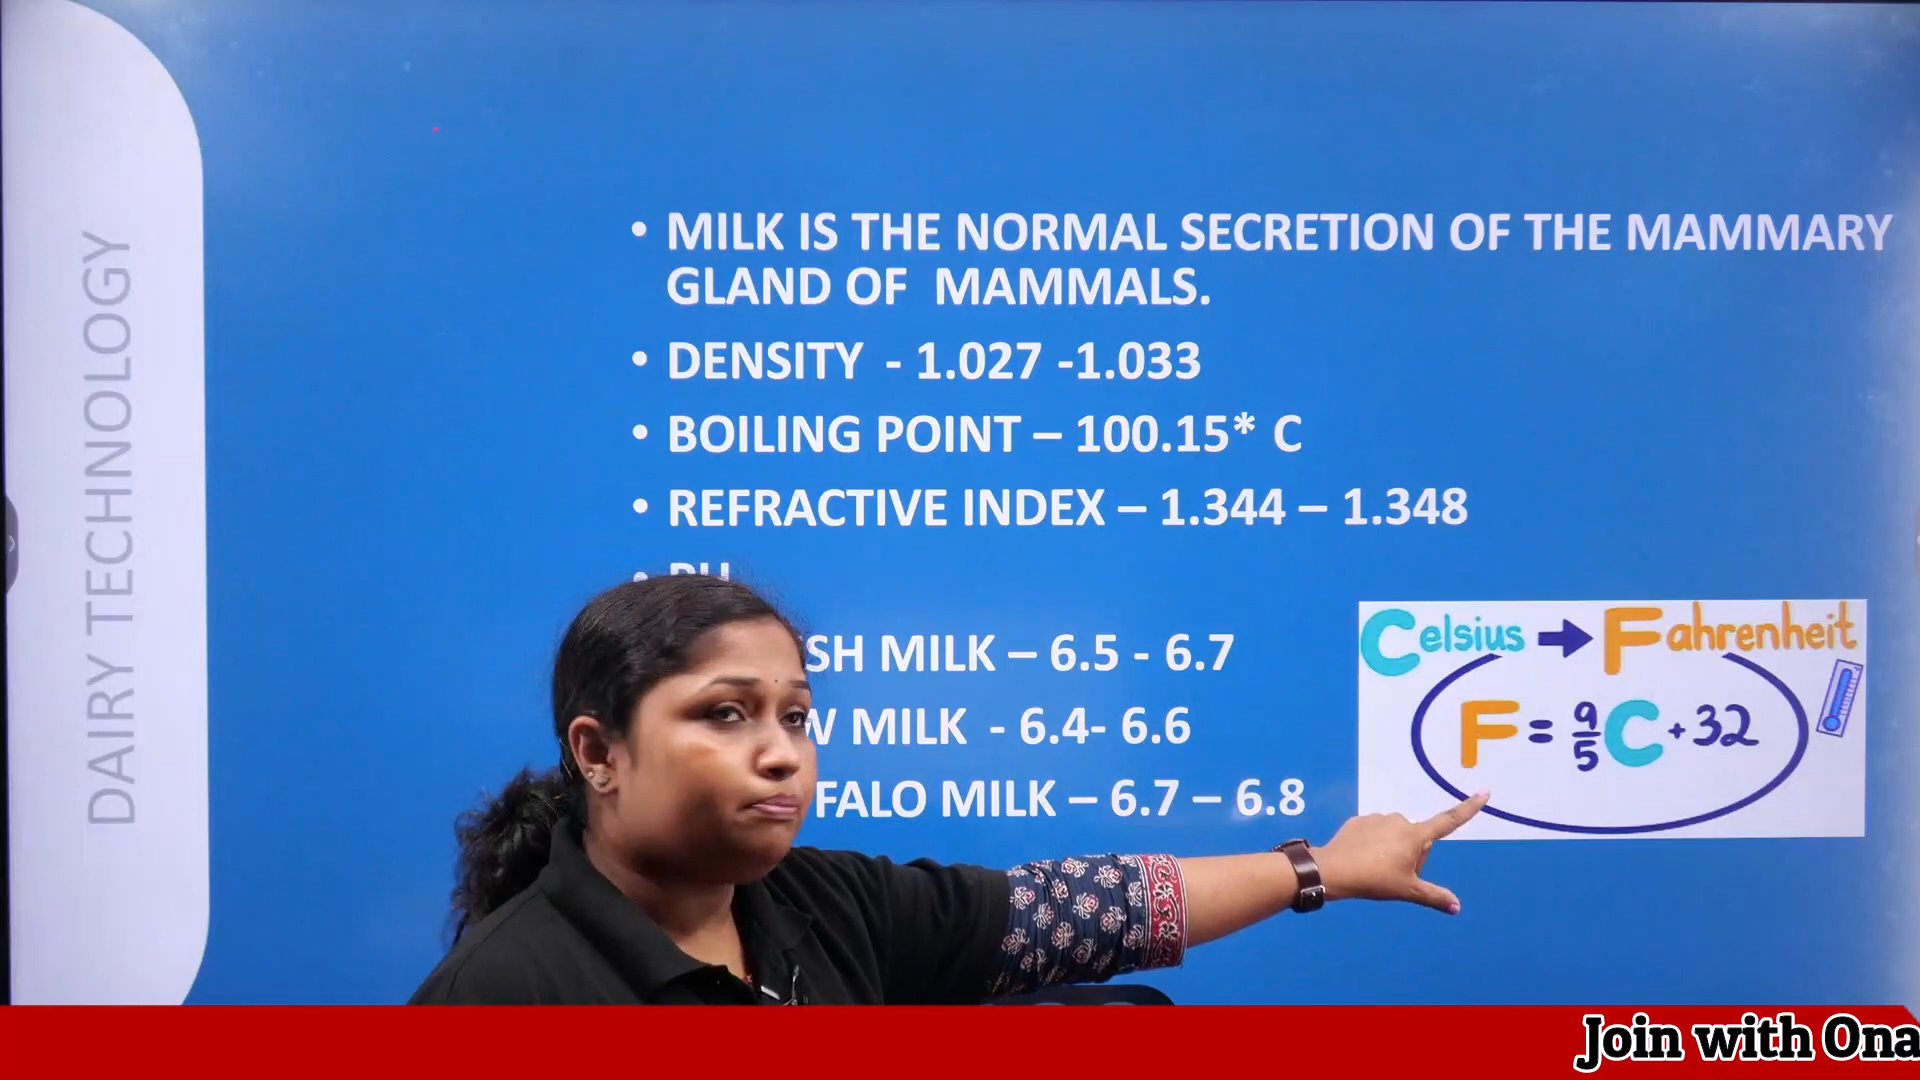 DAIRY TECHNOLOGY
• MILK IS THE NORMAL SECRETION OF THE MAMMARY
GLAND OF MAMMALS.
• DENSITY - 1.027 -1.033
• BOILING POINT – 100.15* C
• REFRACTIVE INDEX – 1.344 – 1.348
• PH
SH MILK – 6.5 - 6.7
W MILK - 6.4- 6.6
FALO MILK – 6.7 – 6.8
Celsius → Fahrenheit
F = 9/5 C + 32
Join with Ona